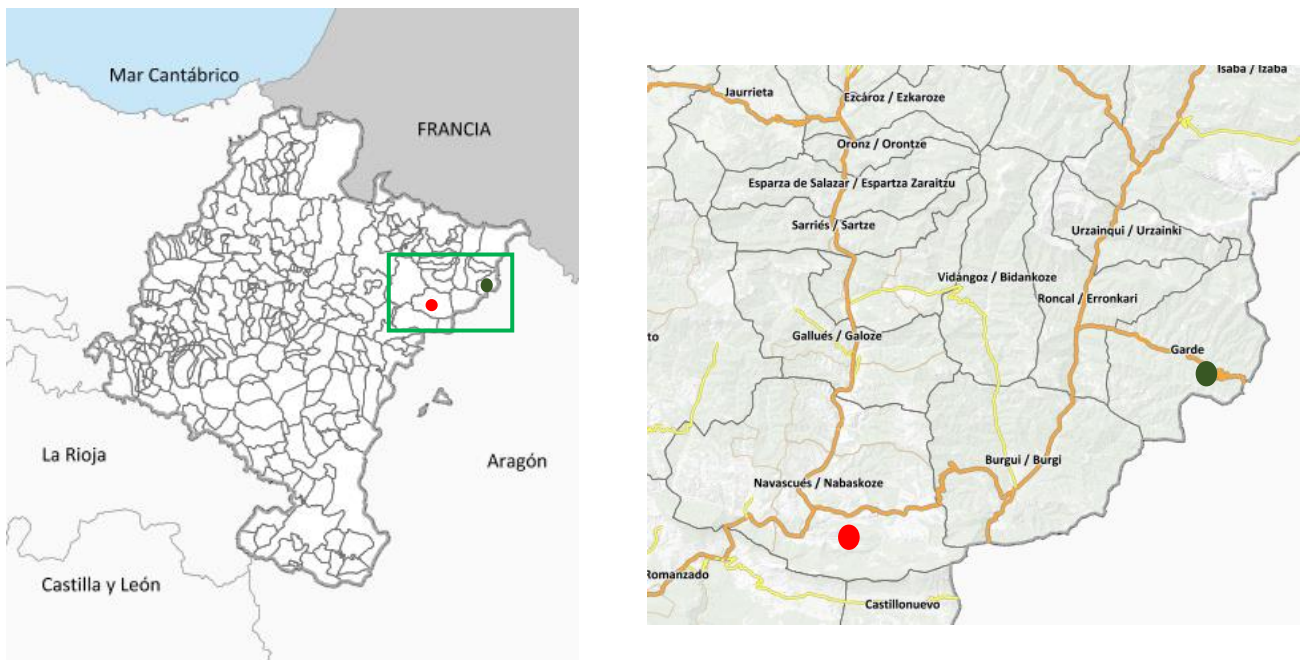 Mar Cantábrico
FRANCIA
La Rioja
Aragón
Castilla y León
Isaba / Izaba
Jaurrieta
Ezcároz / Ezkaroze
Oronz / Orontze
Esparza de Salazar / Espartza Zaraitzu
Sarriés / Sartze
Urzainqui / Urzainki
Vidángoz / Bidankoze
Roncal / Erronkari
to
Gallués / Galoze
Garde
Burgui / Burgi
Navascués / Nabaskoze
Romanzado
Castillonuevo